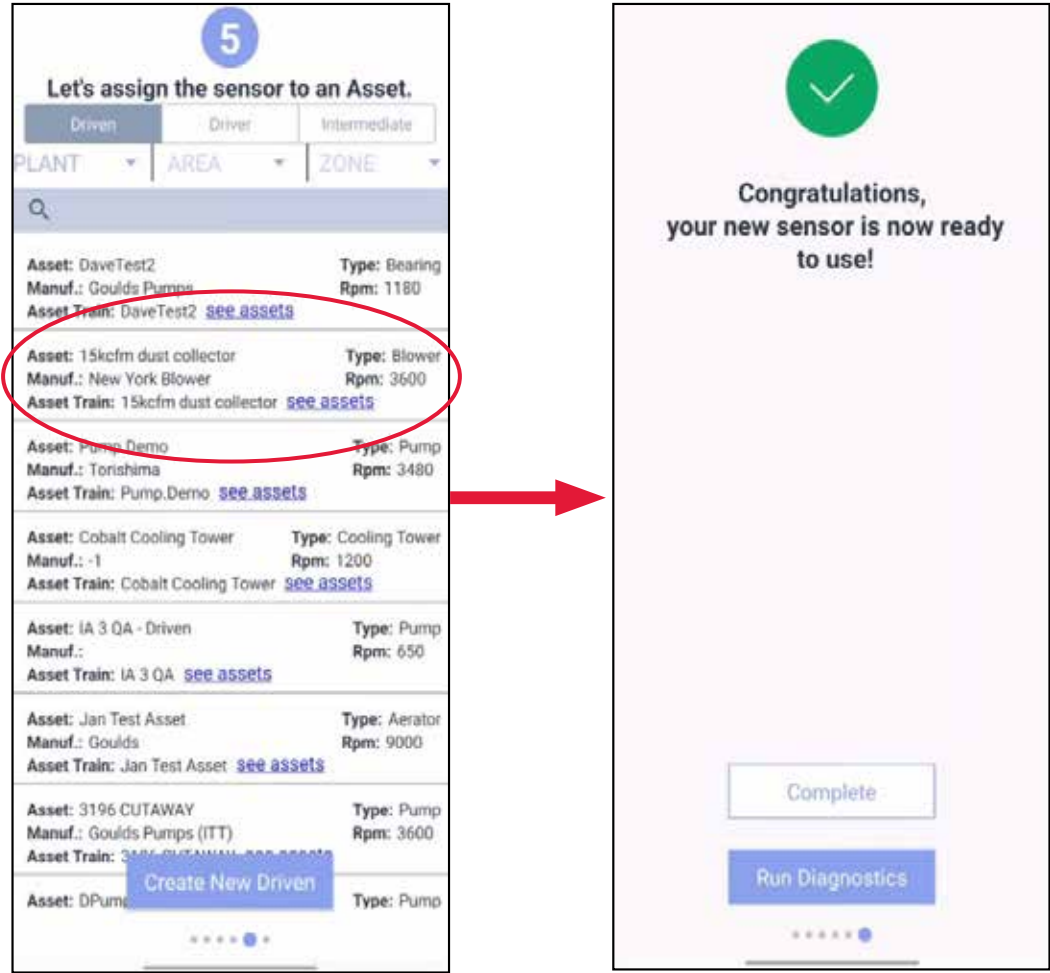 5
Let's assign the sensor to an Asset.
Driven Driver Intermediate
PLANT AREA ZONE
Asset: DaveTest2 Type: Bearing
Manuf.: Goulds Pumps Rpm: 1180
Asset Train: DaveTest2 see assets
Asset: 15kcfm dust collector Type: Blower
Manuf.: New York Blower Rpm: 3600
Asset Train: 15kcfm dust collector see assets
Asset: Pump.Demo Type: Pump
Manuf.: Torishima Rpm: 3480
Asset Train: Pump.Demo see assets
Asset: Cobalt Cooling Tower Type: Cooling Tower
Manuf.: -1 Rpm: 1200
Asset Train: Cobalt Cooling Tower see assets
Asset: IA 3 QA - Driven Type: Pump
Manuf.: Rpm: 650
Asset Train: IA 3 QA see assets
Asset: Jan Test Asset Type: Aerator
Manuf.: Goulds Rpm: 9000
Asset Train: Jan Test Asset see assets
Asset: 3196 CUTAWAY Type: Pump
Manuf.: Goulds Pumps (ITT) Rpm: 3600
Asset Train: 3196 CUTAWAY see assets
Create New Driven
Asset: DPump Type: Pump
Congratulations,
your new sensor is now ready
to use!
Complete
Run Diagnostics